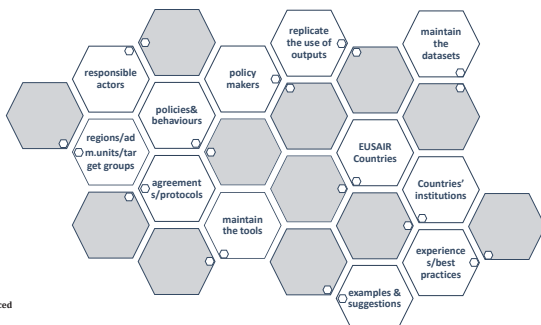 replicate
the use of
outputs
maintain
the
datasets
responsible
actors
policy
makers
policies&
behaviours
regions/ad
m.units/tar
get groups
EUSAIR
Countries
agreement
s/protocols
Countries’
institutions
maintain
the tools
experience
s/best
practices
examples &
suggestions
ced